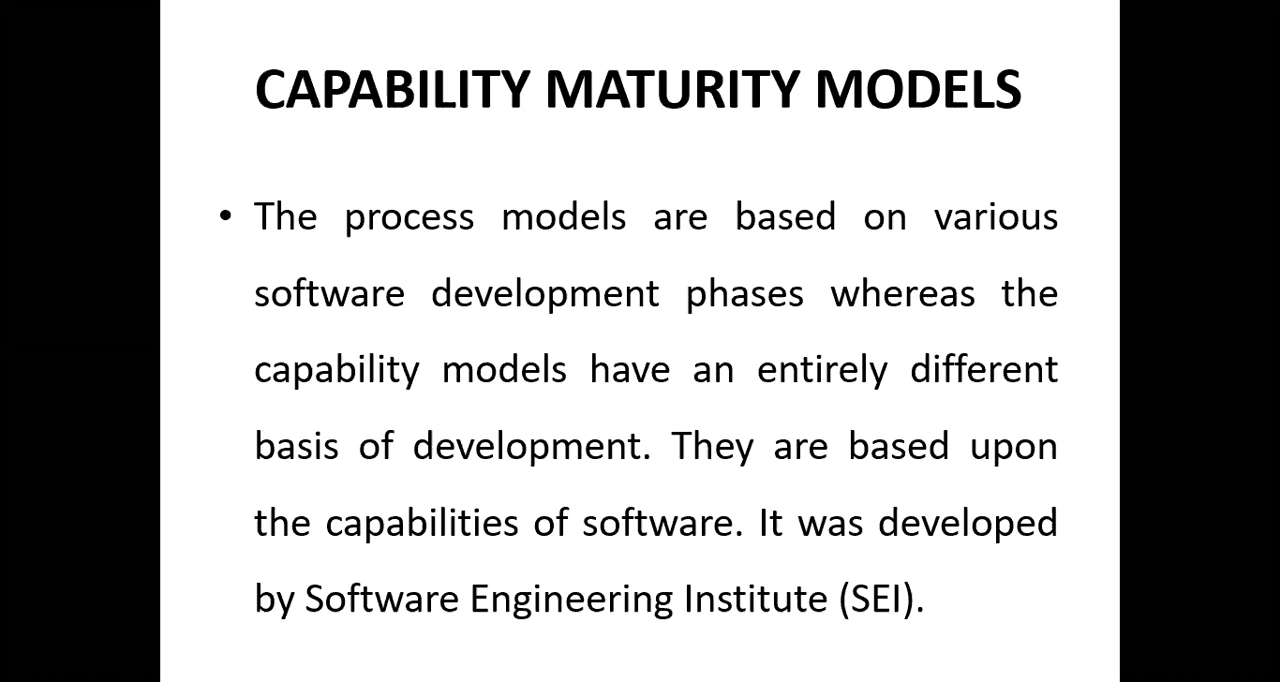 CAPABILITY MATURITY MODELS
• The process models are based on various
software development phases whereas the
capability models have an entirely different
basis of development. They are based upon
the capabilities of software. It was developed
by Software Engineering Institute (SEI).